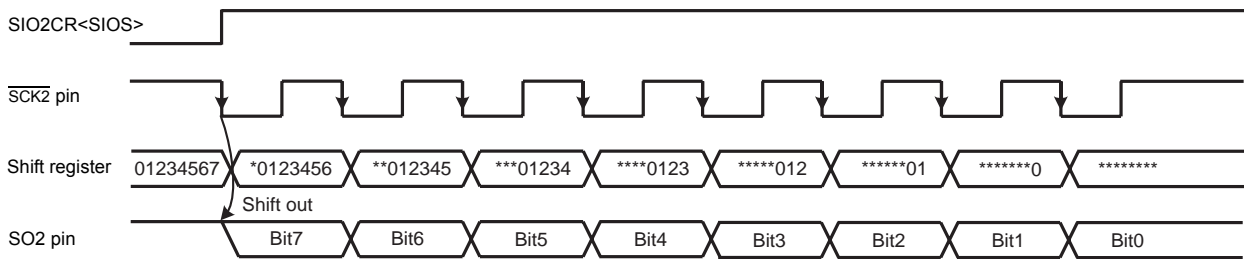 SIO2CR<SIOS>
SCK2 pin
Shift register 01234567 *0123456 **012345 ***01234 ****0123 *****012 ******01 *******0 ********
Shift out
SO2 pin Bit7 Bit6 Bit5 Bit4 Bit3 Bit2 Bit1 Bit0